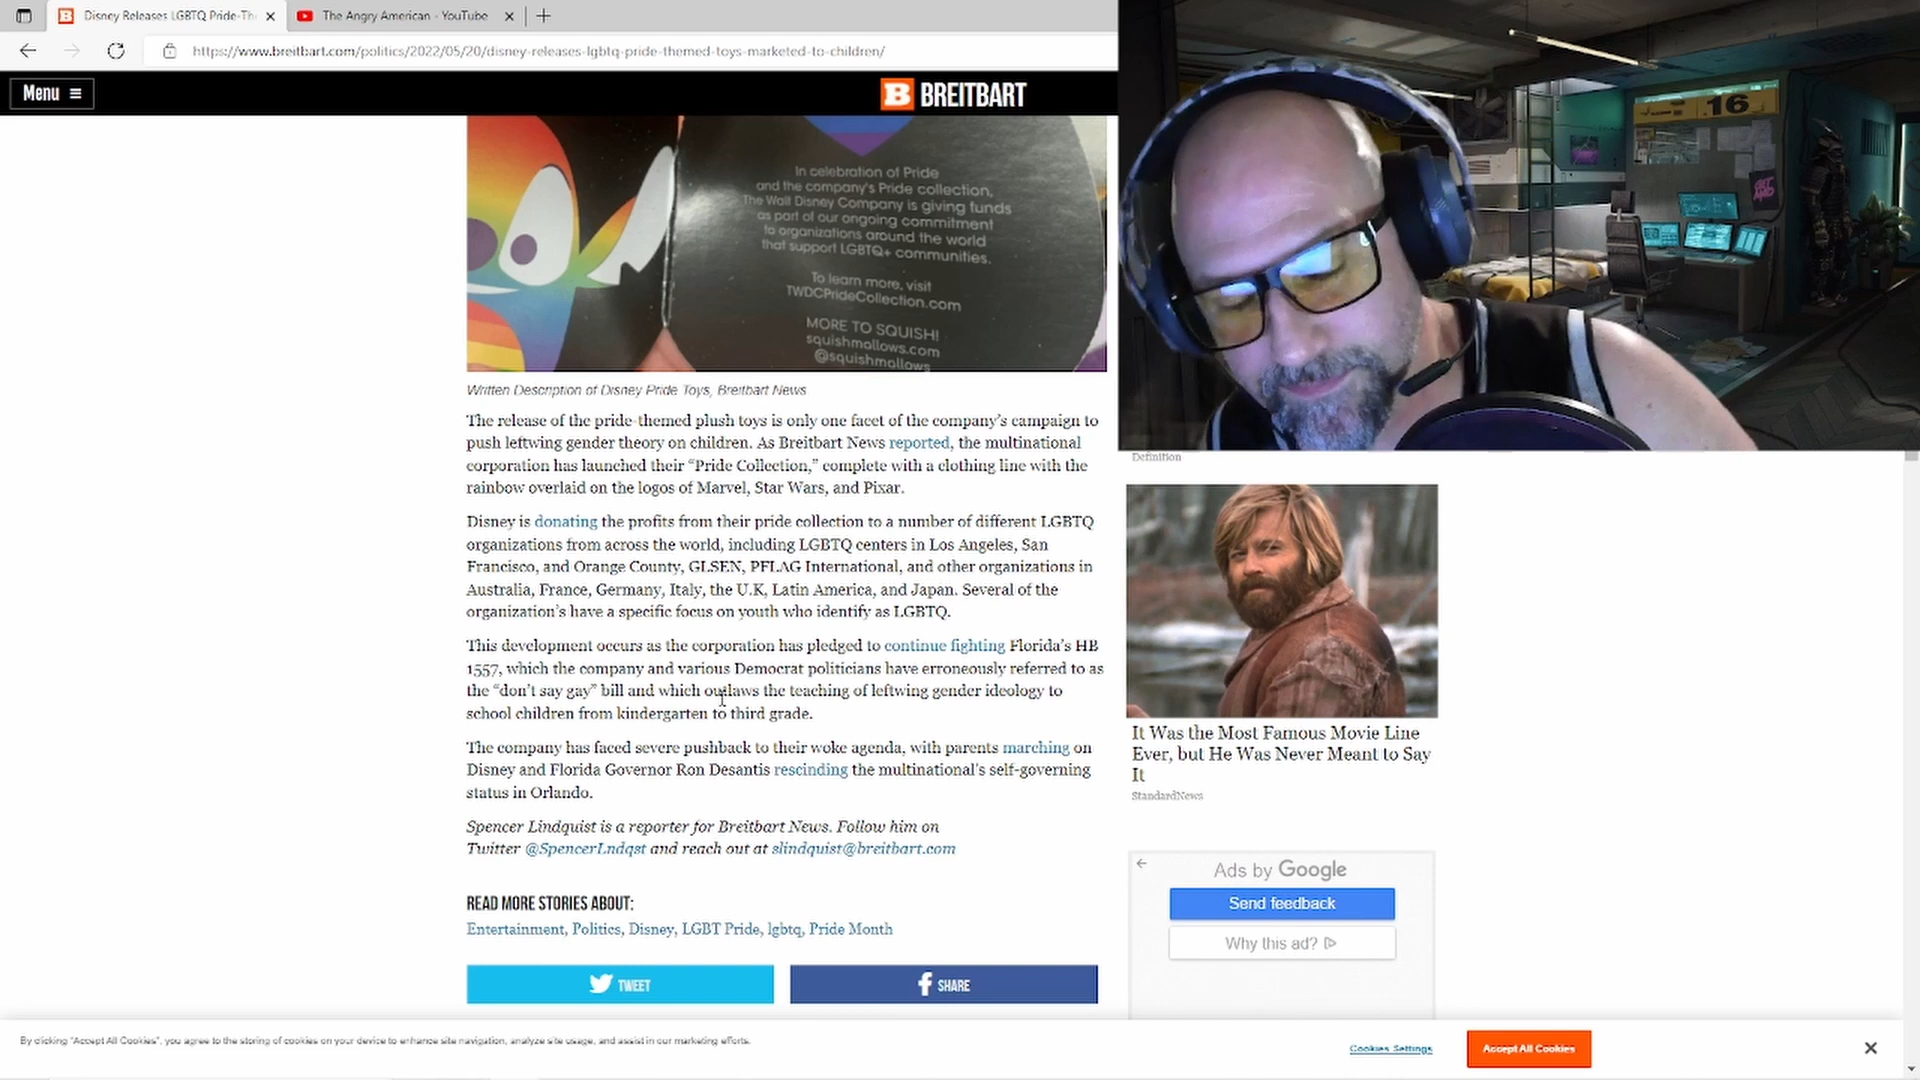 Disney Releases LGBTQ Pride-Th
The Angry American - YouTube
https://www.breitbart.com/politics/2022/05/20/disney-releases-lgbtq-pride-themed-toys-marketed-to-children/
Menu
B BREITBART
16
In celebration of Pride
and the company's Pride collection,
The Walt Disney Company is giving funds
as part of our ongoing commitment
to organizations around the world
that support LGBTQ+ communities.
To learn more, visit
TWDCPrideCollection.com
MORE TO SQUISH!
squishmallows.com
@squishmallows
Written Description of Disney Pride Toys, Breitbart News
The release of the pride-themed plush toys is only one facet of the company's campaign to
push leftwing gender theory on children. As Breitbart News reported, the multinational
corporation has launched their “Pride Collection,” complete with a clothing line with the
rainbow overlaid on the logos of Marvel, Star Wars, and Pixar.
Disney is donating the profits from their pride collection to a number of different LGBTQ
organizations from across the world, including LGBTQ centers in Los Angeles, San
Francisco, and Orange County, GLSEN, PFLAG International, and other organizations in
Australia, France, Germany, Italy, the U.K, Latin America, and Japan. Several of the
organization's have a specific focus on youth who identify as LGBTQ.
This development occurs as the corporation has pledged to continue fighting Florida's HB
1557, which the company and various Democrat politicians have erroneously referred to as
the “don't say gay” bill and which outlaws the teaching of leftwing gender ideology to
school children from kindergarten to third grade.
The company has faced severe pushback to their woke agenda, with parents marching on
Disney and Florida Governor Ron Desantis rescinding the multinational's self-governing
status in Orlando.
Spencer Lindquist is a reporter for Breitbart News. Follow him on
Twitter @SpencerLndqst and reach out at slindquist@breitbart.com
READ MORE STORIES ABOUT:
Entertainment, Politics, Disney, LGBT Pride, lgbtq, Pride Month
TWEET
SHARE
Definition
It Was the Most Famous Movie Line
Ever, but He Was Never Meant to Say
It
StandardNews
Ads by Google
Send feedback
Why this ad?
By clicking "Accept All Cookies", you agree to the storing of cookies on your device to enhance site navigation, analyze site usage, and assist in our marketing efforts.
Cookies Settings
Accept All Cookies